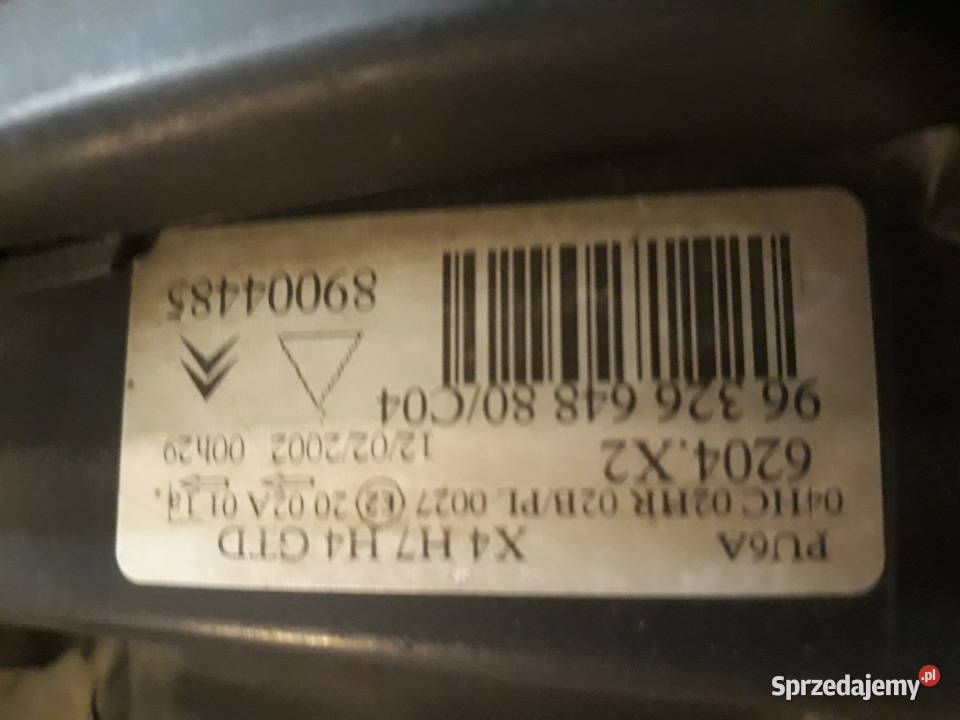 PU6A X4 H7 H4 GTD
04HC 02HR 02B/PL 0027 E2 20 02A 01
6204.X2 12/02/2002 00h29
96 326 648 80/C04
89004485
Sprzedajemy.pl